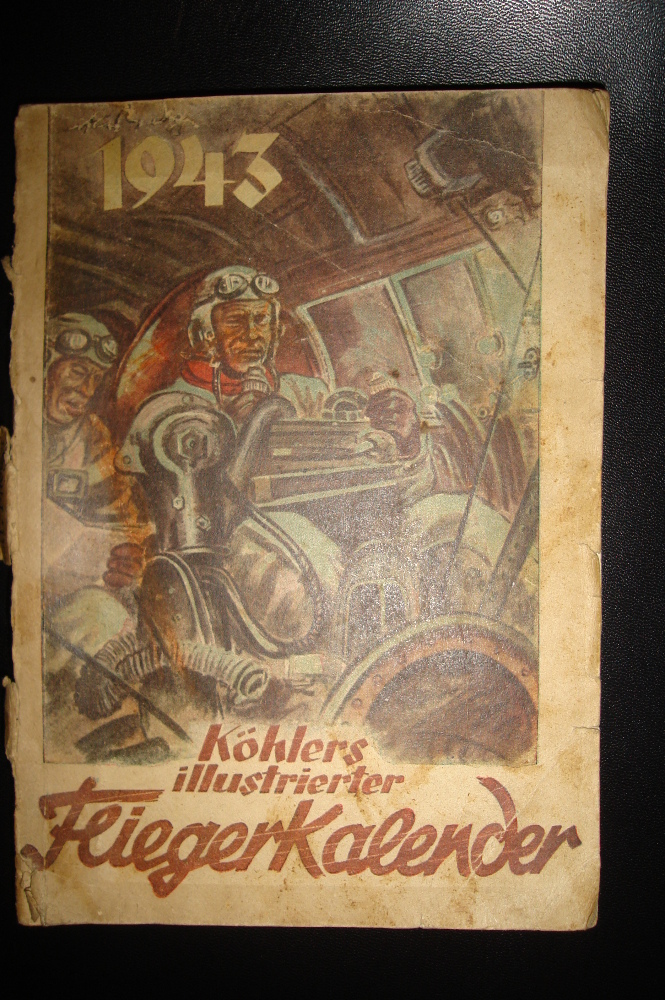 1943
Köhlers
illustrierter
Fliegerkalender